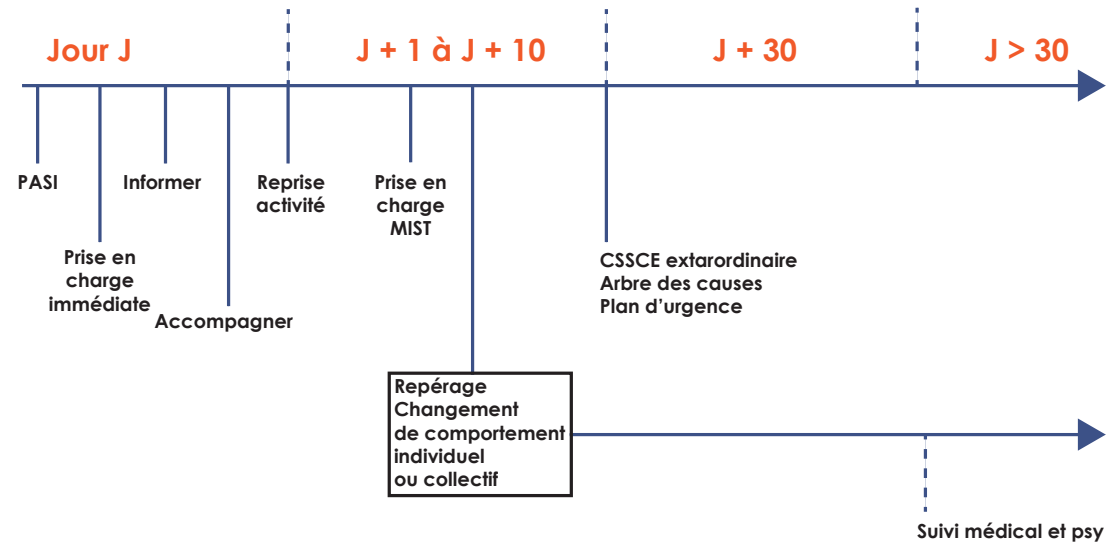 Jour J
J + 1 à J + 10
J + 30
J > 30
PASI
Prise en
charge
immédiate
Informer
Accompagner
Reprise
activité
Prise en
charge
MIST
CSSCE extarordinaire
Arbre des causes
Plan d'urgence
Repérage
Changement
de comportement
individuel
ou collectif
Suivi médical et psy